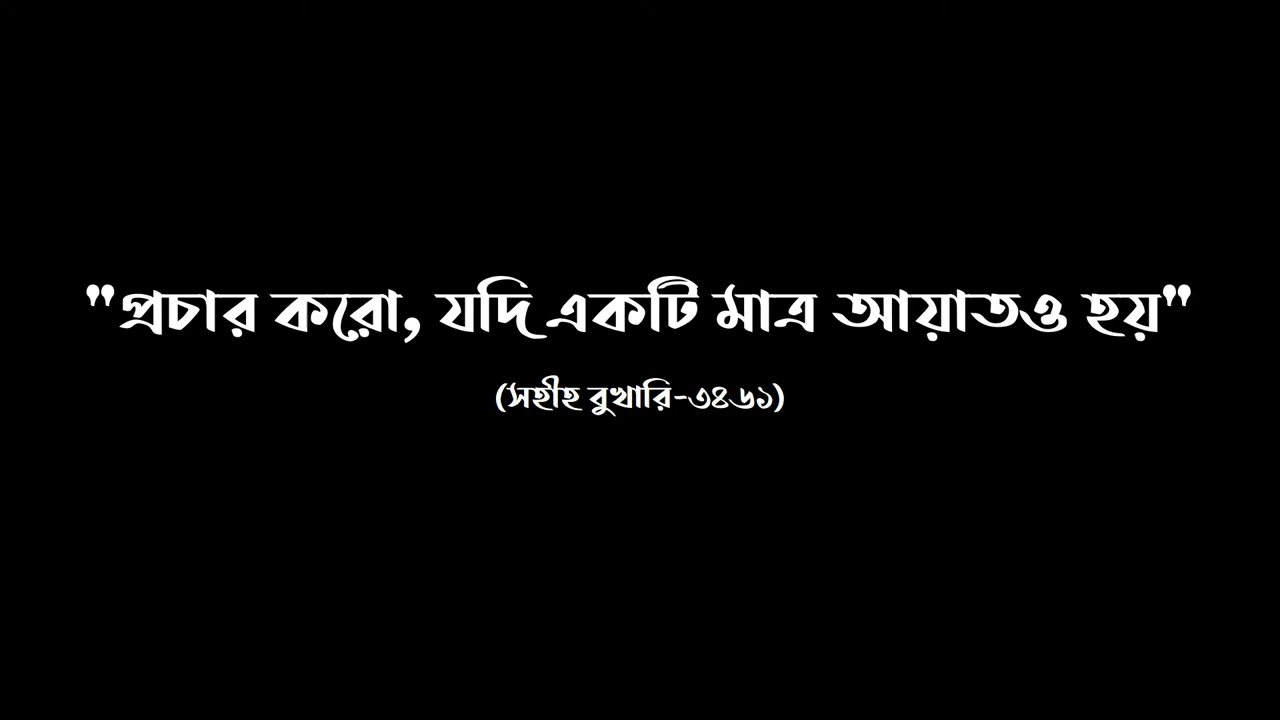 "প্রচার করো, যদি একটি মাত্র আয়াতও হয়"
(সহীহ বুখারি-৩৪৬১)